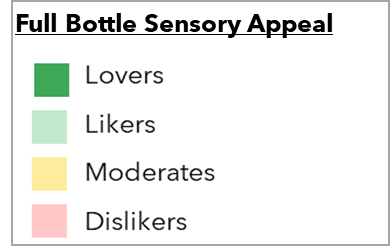 Full Bottle Sensory Appeal
Lovers
Likers
Moderates
Dislikers